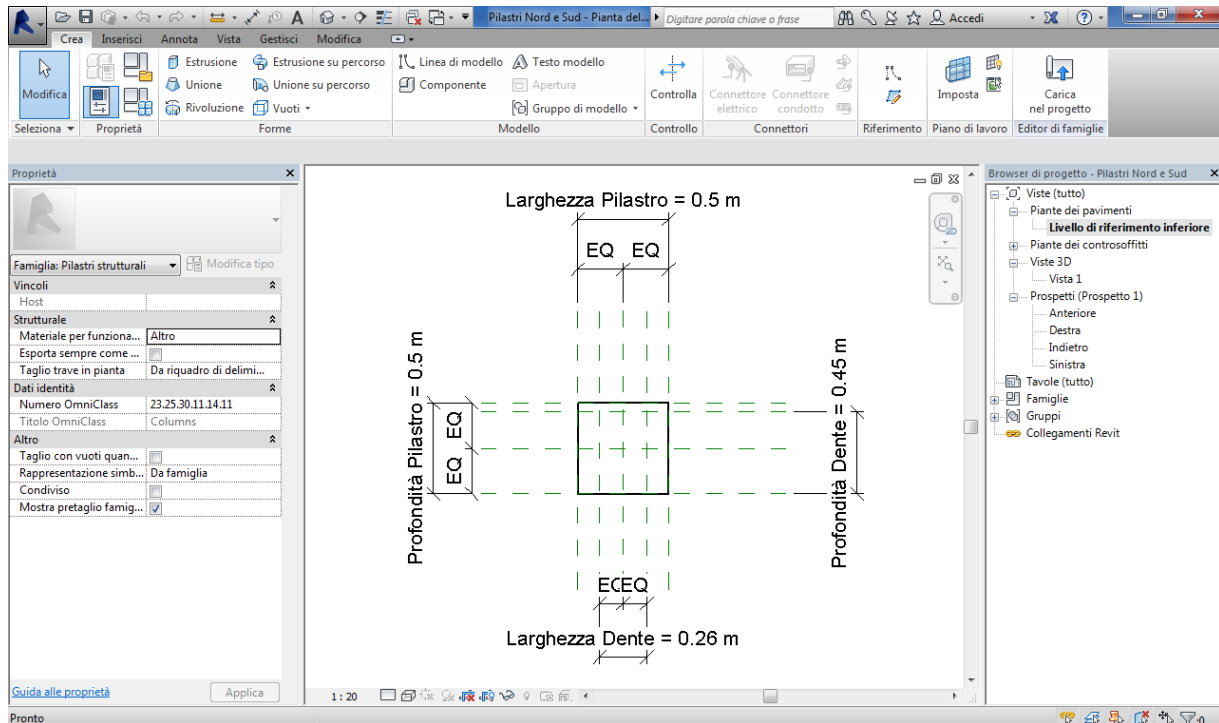 Pilastri Nord e Sud - Pianta del...
Digitare parola chiave o frase
Accedi
Crea Inserisci Annota Vista Gestisci Modifica
Modifica
Estrusione
Estrusione su percorso
Unione
Unione su percorso
Rivoluzione
Vuoti
Linea di modello
Testo modello
Componente
Apertura
Gruppo di modello
Controlla
Connettore elettrico
Connettore condotto
Imposta
Carica nel progetto
Seleziona
Proprietà
Forme
Modello
Controllo
Connettori
Riferimento
Piano di lavoro
Editor di famiglie
Proprietà
Famiglia: Pilastri strutturali
Modifica tipo
Vincoli
Host
Strutturale
Materiale per funziona... Altro
Esporta sempre come ...
Taglio trave in pianta Da riquadro di delimi...
Dati identità
Numero OmniClass 23.25.30.11.14.11
Titolo OmniClass Columns
Altro
Taglio con vuoti quan...
Rappresentazione simb... Da famiglia
Condiviso
Mostra pretaglio famig...
Guida alle proprietà
Applica
Larghezza Pilastro = 0.5 m
EQ EQ
Profondità Pilastro = 0.5 m
EQ EQ
Profondità Dente = 0.45 m
EQ EQ
Larghezza Dente = 0.26 m
2D
1 : 20
Browser di progetto - Pilastri Nord e Sud
Viste (tutto)
Piante dei pavimenti
Livello di riferimento inferiore
Piante dei controsoffitti
Viste 3D
Vista 1
Prospetti (Prospetto 1)
Anteriore
Destra
Indietro
Sinistra
Tavole (tutto)
Famiglie
Gruppi
Collegamenti Revit
Pronto
:0